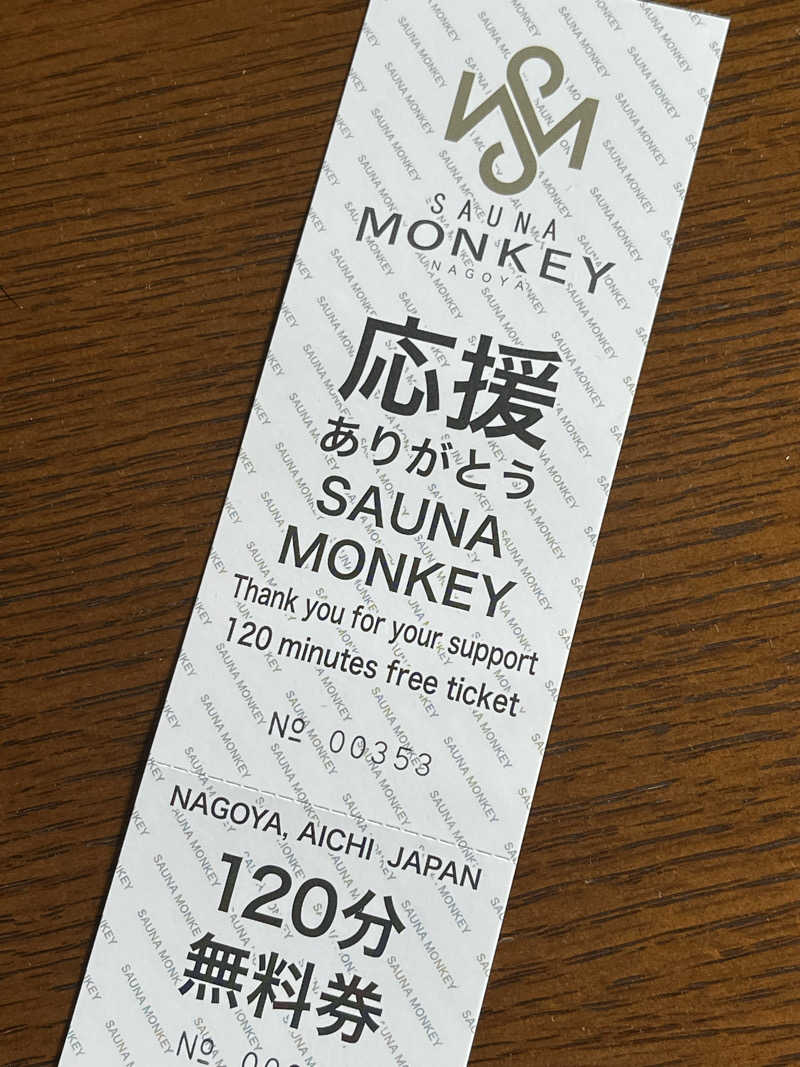 SAUNA
MONKEY
NAGOYA
応援
ありがとう
SAUNA
MONKEY
Thank you for your support
120 minutes free ticket
№ 00353
NAGOYA, AICHI JAPAN
120分
無料券
№